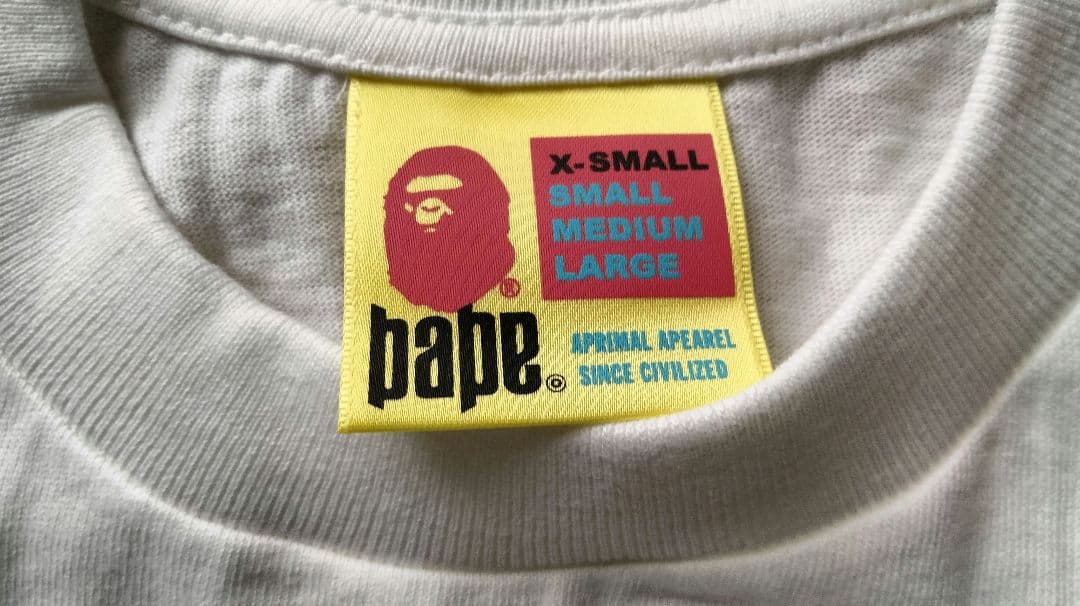 X-SMALL
SMALL
MEDIUM
LARGE
®
bape
©
APRIMAL APEAREL
SINCE CIVILIZED